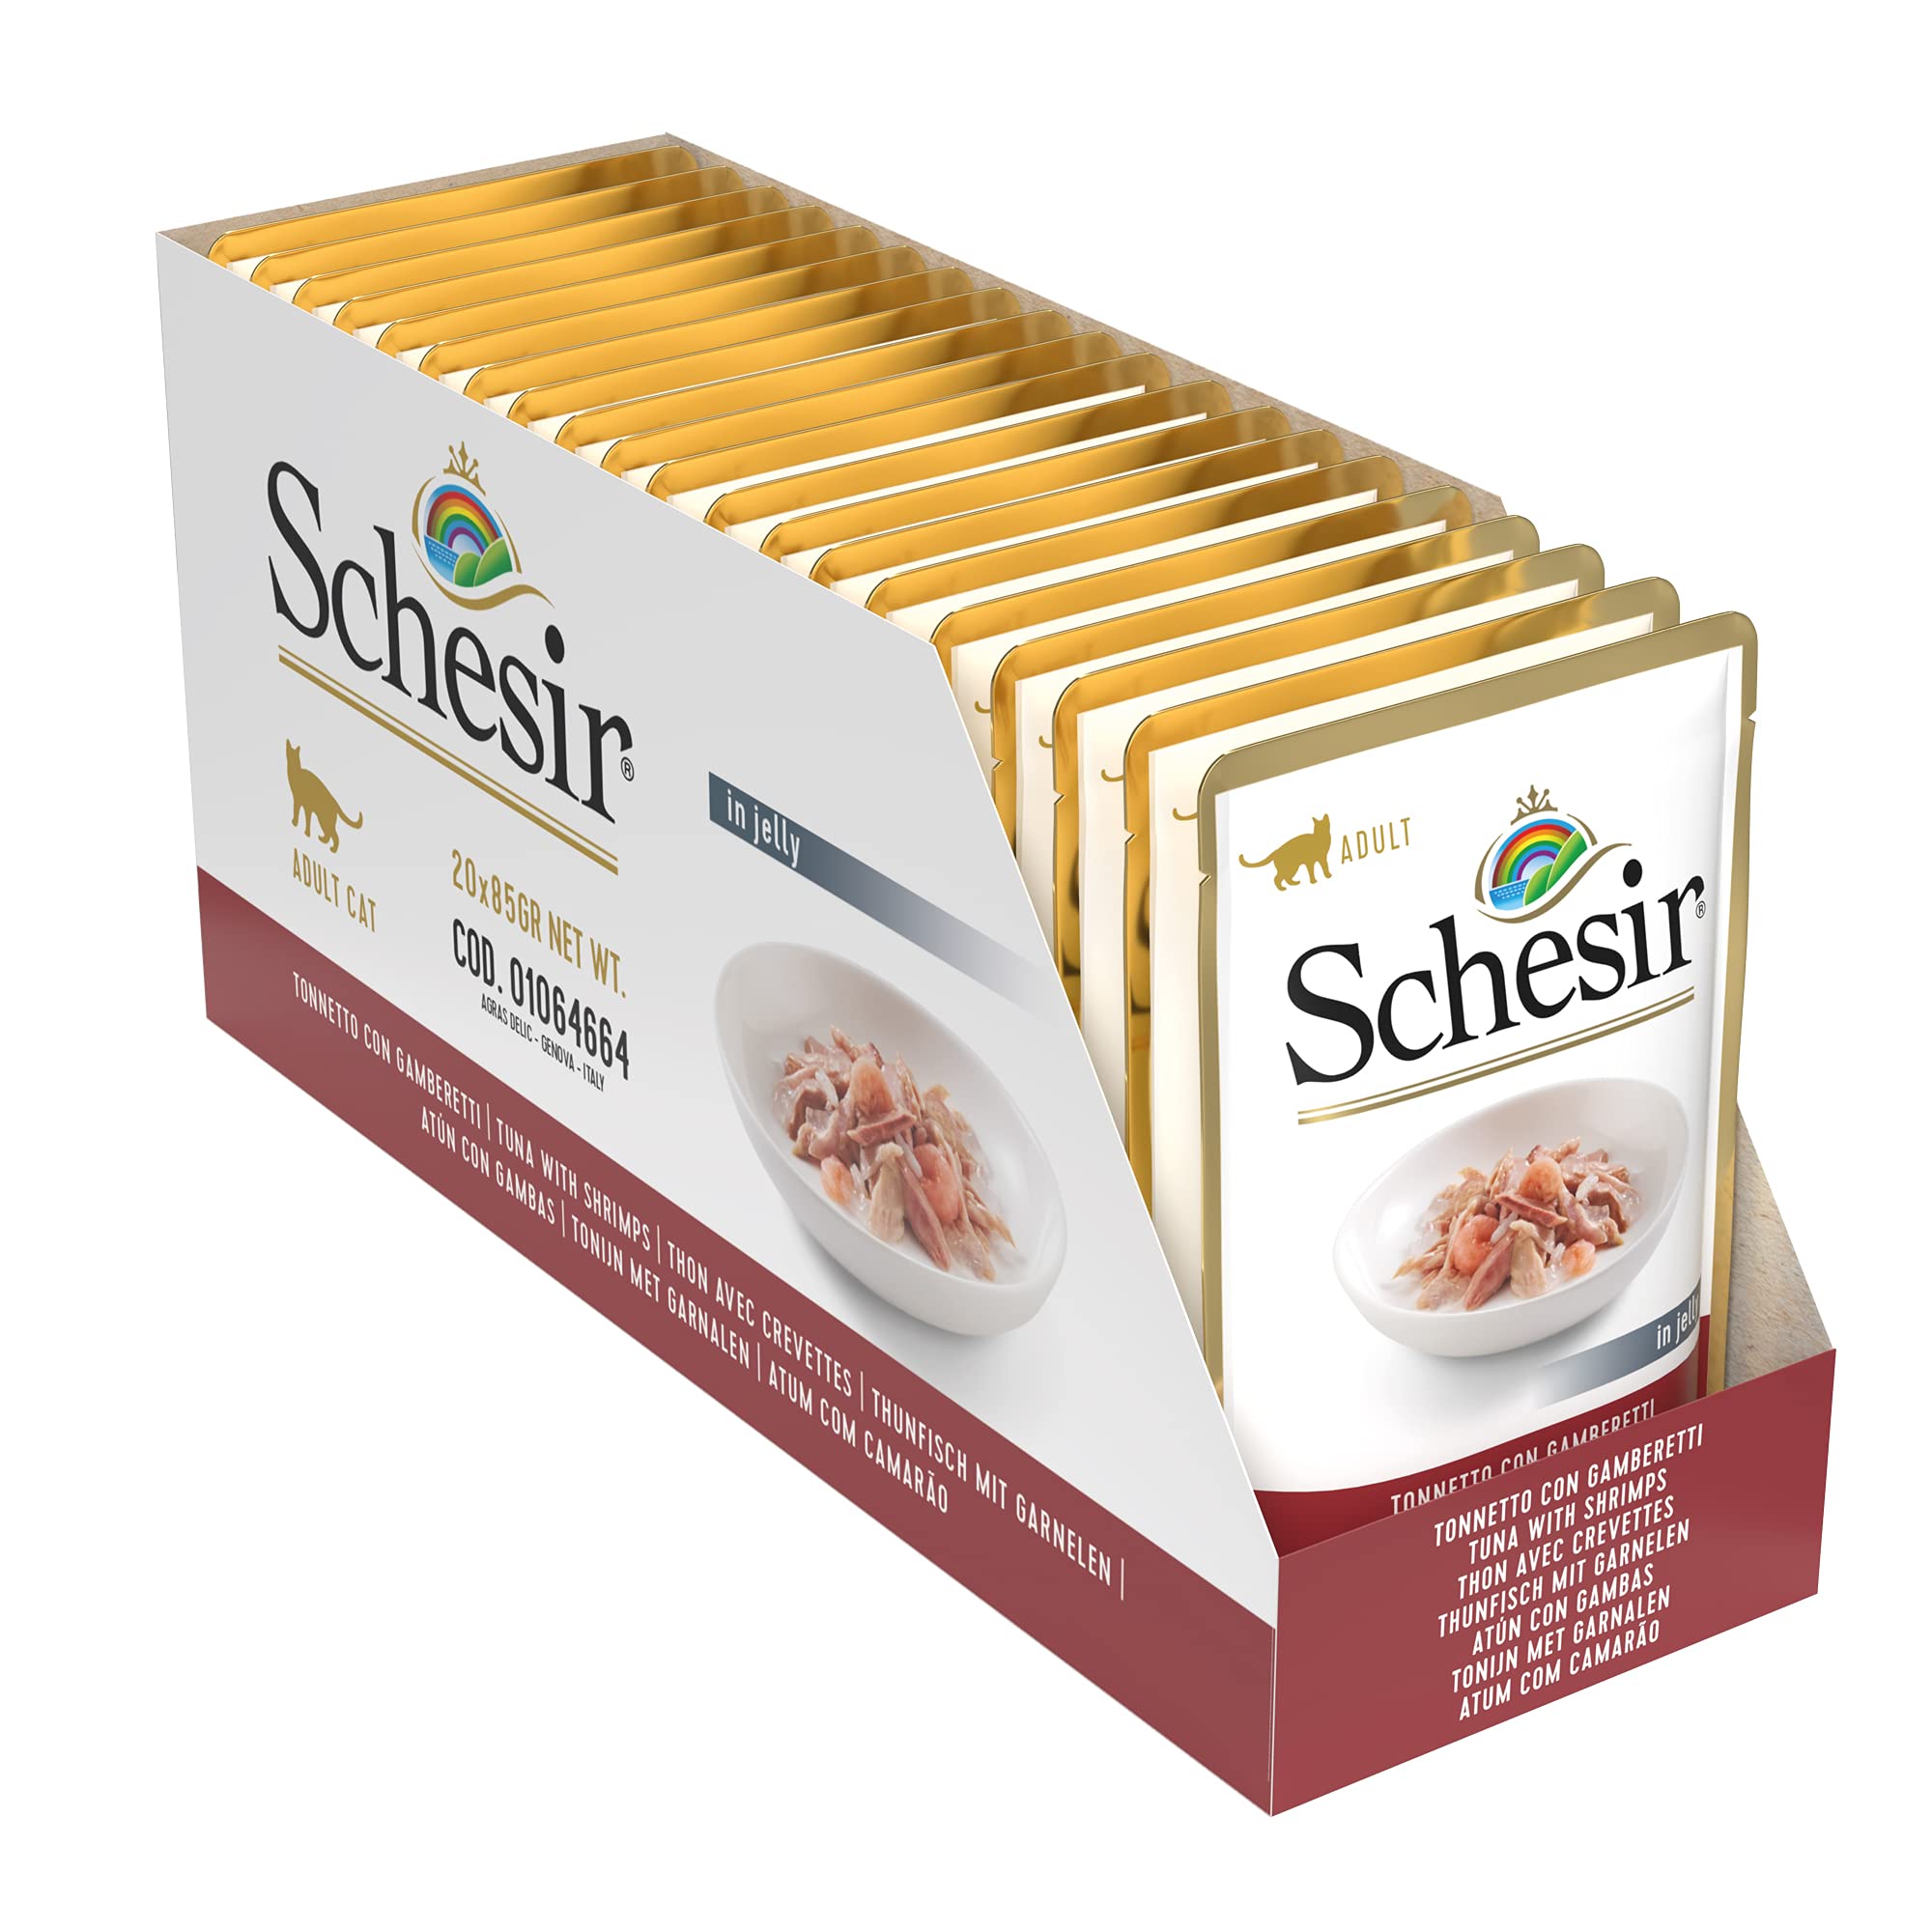 Schesir®
ADULT CAT
20x85GR NET WT.
COD. 01064664
AGRAS DELIC - GENOVA - ITALY
in jelly
TONNETTO CON GAMBERETTI | TUNA WITH SHRIMPS | THON AVEC CREVETTES | THUNFISCH MIT GARNELEN |
ATÚN CON GAMBAS | TONIJN MET GARNALEN | ATUM COM CAMARÃO
ADULT
Schesir®
in jelly
TONNETTO CON GAMBERETTI
TONNETTO CON GAMBERETTI
TUNA WITH SHRIMPS
THON AVEC CREVETTES
THUNFISCH MIT GARNELEN
ATÚN CON GAMBAS
TONIJN MET GARNALEN
ATUM COM CAMARÃO